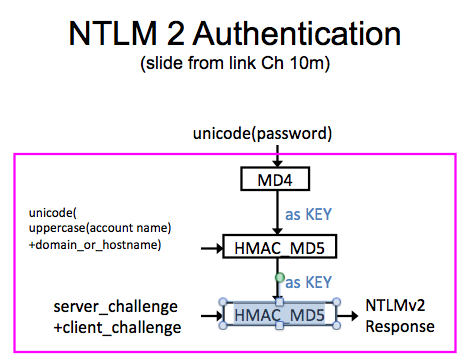 NTLM 2 Authentication
(slide from link Ch 10m)
unicode(password)
MD4
as KEY
unicode(
uppercase(account name)
+domain_or_hostname)
HMAC_MD5
as KEY
server_challenge
+client_challenge
HMAC_MD5
NTLMv2
Response